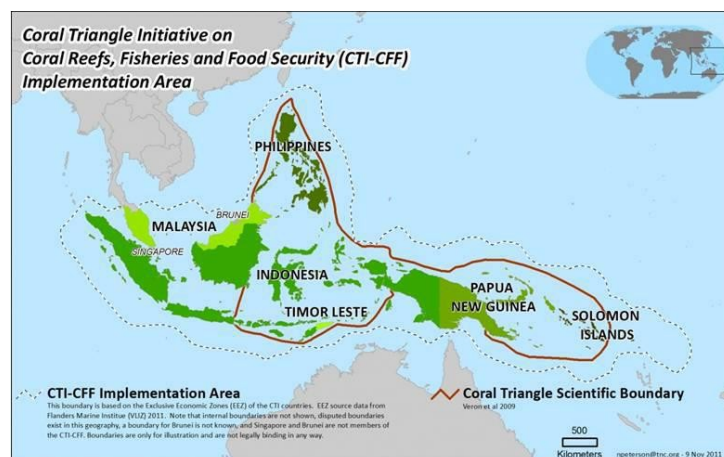 Coral Triangle Initiative on
Coral Reefs, Fisheries and Food Security (CTI-CFF)
Implementation Area
PHILIPPINES
BRUNEI
MALAYSIA
SINGAPORE
INDONESIA
PAPUA
NEW GUINEA
TIMOR LESTE
SOLOMON
ISLANDS
CTI-CFF Implementation Area
This boundary is based on the Exclusive Economic Zones (EEZ) of the CTI countries. EEZ source data from
Flanders Marine Institue (VLIZ) 2011. Note that internal boundaries are not shown, disputed boundaries
exist in this geography, a boundary for Brunei is not known, and Singapore and Brunei are not members of
the CTI-CFF. Boundaries are only for illustration and are not legally binding in any way.
Coral Triangle Scientific Boundary
Veron et al 2009
500
Kilometers
npeterson@tnc.org - 9 Nov 2011